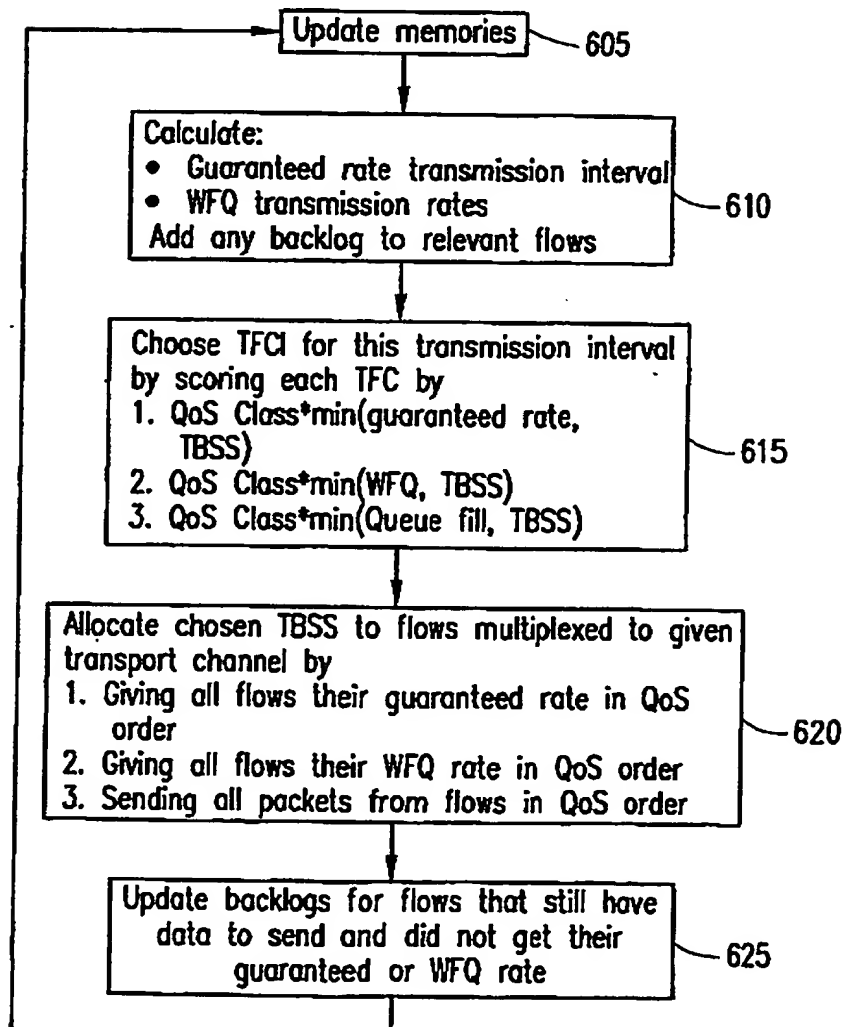 Update memories
605
Calculate:
• Guaranteed rate transmission interval
• WFQ transmission rates
Add any backlog to relevant flows
610
Choose TFCI for this transmission interval
by scoring each TFC by
1. QoS Class*min(guaranteed rate,
TBSS)
2. QoS Class*min(WFQ, TBSS)
3. QoS Class*min(Queue fill, TBSS)
615
Allocate chosen TBSS to flows multiplexed to given
transport channel by
1. Giving all flows their guaranteed rate in QoS
order
2. Giving all flows their WFQ rate in QoS order
3. Sending all packets from flows in QoS order
620
Update backlogs for flows that still have
data to send and did not get their
guaranteed or WFQ rate
625